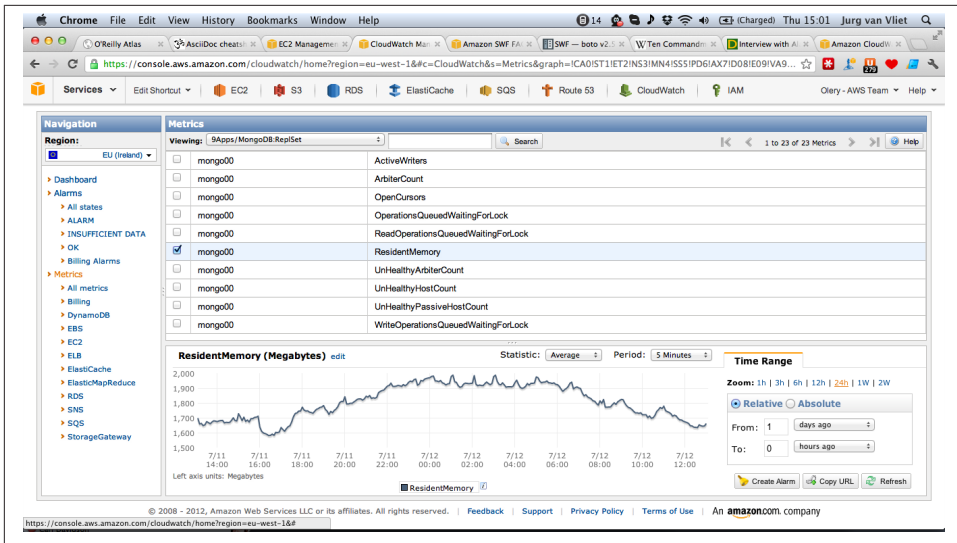 Chrome File Edit View History Bookmarks Window Help 14 (Charged) Thu 15:01 Jurg van Vliet
O'Reilly Atlas AsciiDoc cheatsh EC2 Managemen CloudWatch Man Amazon SWF FA SWF — boto v2.5 Ten Commandm Interview with Al Amazon CloudW
https://console.aws.amazon.com/cloudwatch/home?region=eu-west-1&#c=CloudWatch&s=Metrics&graph=!CA0!ST1!ET2!NS3!MN4!SS5!PD6!AX7!D08!E09!VA9... 79
Services Edit Shortcut EC2 S3 RDS ElastiCache SQS Route 53 CloudWatch IAM Olery - AWS Team Help
Navigation
Region:
EU (Ireland)
Dashboard
Alarms
All states
ALARM
INSUFFICIENT DATA
OK
Billing Alarms
Metrics
All metrics
Billing
DynamoDB
EBS
EC2
ELB
ElastiCache
ElasticMapReduce
RDS
SNS
SQS
StorageGateway
Metrics
Viewing: 9Apps/MongoDB:ReplSet Search 1 to 23 of 23 Metrics Help
mongo00 ActiveWriters
mongo00 ArbiterCount
mongo00 OpenCursors
mongo00 OperationsQueuedWaitingForLock
mongo00 ReadOperationsQueuedWaitingForLock
mongo00 ResidentMemory
mongo00 UnHealthyArbiterCount
mongo00 UnHealthyHostCount
mongo00 UnHealthyPassiveHostCount
mongo00 WriteOperationsQueuedWaitingForLock
ResidentMemory (Megabytes) edit Statistic: Average Period: 5 Minutes
2,000
1,900
1,800
1,700
1,600
1,500
7/11 7/11 7/11 7/11 7/11 7/12 7/12 7/12 7/12 7/12 7/12 7/12
14:00 16:00 18:00 20:00 22:00 00:00 02:00 04:00 06:00 08:00 10:00 12:00
Left axis units: Megabytes
ResidentMemory
Time Range
Zoom: 1h | 3h | 6h | 12h | 24h | 1W | 2W
Relative Absolute
From: 1 days ago
To: 0 hours ago
Create Alarm Copy URL Refresh
© 2008 - 2012, Amazon Web Services LLC or its affiliates. All rights reserved. | Feedback | Support | Privacy Policy | Terms of Use | An amazon.com. company
https://console.aws.amazon.com/cloudwatch/home?region=eu-west-1&#